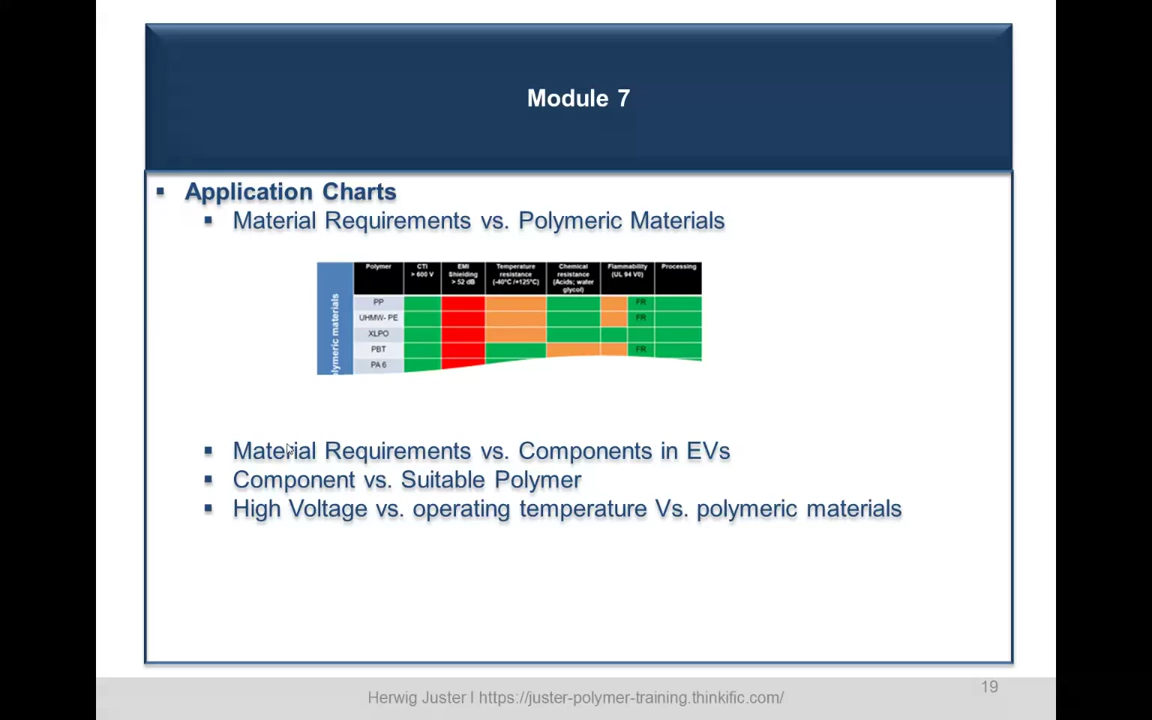 Module 7
Application Charts
Material Requirements vs. Polymeric Materials
Polymer
CTI
> 600 V
EMI
Shielding
> 52 dB
Temperature
resistance
(-40°C /+125°C)
Chemical
resistance
(Acids; water
glycol)
Flammability
(UL 94 V0)
Processing
PP
FR
UHMW- PE
FR
XLPO
PBT
FR
PA 6
materials
Material Requirements vs. Components in EVs
Component vs. Suitable Polymer
High Voltage vs. operating temperature Vs. polymeric materials
19
Herwig Juster I https://juster-polymer-training.thinkific.com/